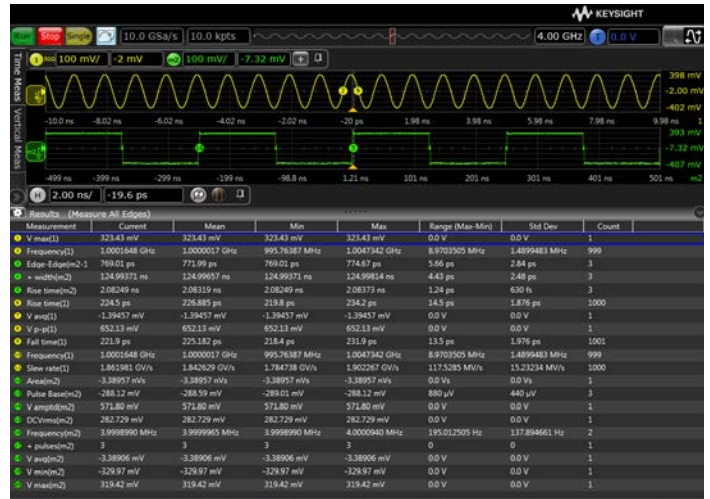 KEYSIGHT
Run Stop Single 10.0 GSa/s 10.0 kpts 4.00 GHz T 0.0 V
1 50Ω 100 mV/ -2 mV m2 100 mV/ -7.32 mV +
Time Meas
Vertical Meas
398 mV
-2.00 mV
-402 mV
-10.0 ns -8.02 ns -6.02 ns -4.02 ns -2.02 ns -20 ps 1.98 ns 3.98 ns 5.98 ns 7.98 ns 9.98 ns 1
393 mV
-7.32 mV
-407 mV
-499 ns -399 ns -299 ns -199 ns -98.8 ns 1.21 ns 101 ns 201 ns 301 ns 401 ns 501 ns m2
H 2.00 ns/ -19.6 ps
Results (Measure All Edges)
Measurement Current Mean Min Max Range (Max-Min) Std Dev Count
V max(1) 323.43 mV 323.43 mV 323.43 mV 323.43 mV 0.0 V 0.0 V 1
Frequency(1) 1.0001648 GHz 1.0000017 GHz 995.76387 MHz 1.0047342 GHz 8.9703505 MHz 1.4899483 MHz 999
Edge-Edge(m2-1 769.01 ps 771.99 ps 769.01 ps 774.67 ps 5.66 ps 2.84 ps 3
+ width(m2) 124.99371 ns 124.99657 ns 124.99371 ns 124.99814 ns 4.43 ps 2.48 ps 3
Rise time(m2) 2.08249 ns 2.08319 ns 2.08249 ns 2.08373 ns 1.24 ps 630 fs 3
Rise time(1) 224.5 ps 226.885 ps 219.8 ps 234.2 ps 14.5 ps 1.876 ps 1000
V avg(1) -1.39457 mV -1.39457 mV -1.39457 mV -1.39457 mV 0.0 V 0.0 V 1
V p-p(1) 652.13 mV 652.13 mV 652.13 mV 652.13 mV 0.0 V 0.0 V 1
Fall time(1) 221.9 ps 225.182 ps 218.4 ps 231.9 ps 13.5 ps 1.976 ps 1001
Frequency(1) 1.0001648 GHz 1.0000017 GHz 995.76387 MHz 1.0047342 GHz 8.9703505 MHz 1.4899483 MHz 999
Slew rate(1) 1.861981 GV/s 1.842629 GV/s 1.784738 GV/s 1.902267 GV/s 117.5285 MV/s 15.23234 MV/s 1000
Area(m2) -3.38957 nVs -3.38957 nVs -3.38957 nVs -3.38957 nVs 0.0 Vs 0.0 Vs 1
Pulse Base(m2) -288.12 mV -288.59 mV -289.01 mV -288.12 mV 880 µV 440 µV 3
V amptd(m2) 571.80 mV 571.80 mV 571.80 mV 571.80 mV 0.0 V 0.0 V 1
DCVrms(m2) 282.729 mV 282.729 mV 282.729 mV 282.729 mV 0.0 V 0.0 V 1
Frequency(m2) 3.9998990 MHz 3.9999965 MHz 3.9998990 MHz 4.0000940 MHz 195.012505 Hz 137.894661 Hz 2
+ pulses(m2) 3 3 3 3 0 0 1
V avg(m2) -3.38906 mV -3.38906 mV -3.38906 mV -3.38906 mV 0.0 V 0.0 V 1
V min(m2) -329.97 mV -329.97 mV -329.97 mV -329.97 mV 0.0 V 0.0 V 1
V max(m2) 319.42 mV 319.42 mV 319.42 mV 319.42 mV 0.0 V 0.0 V 1